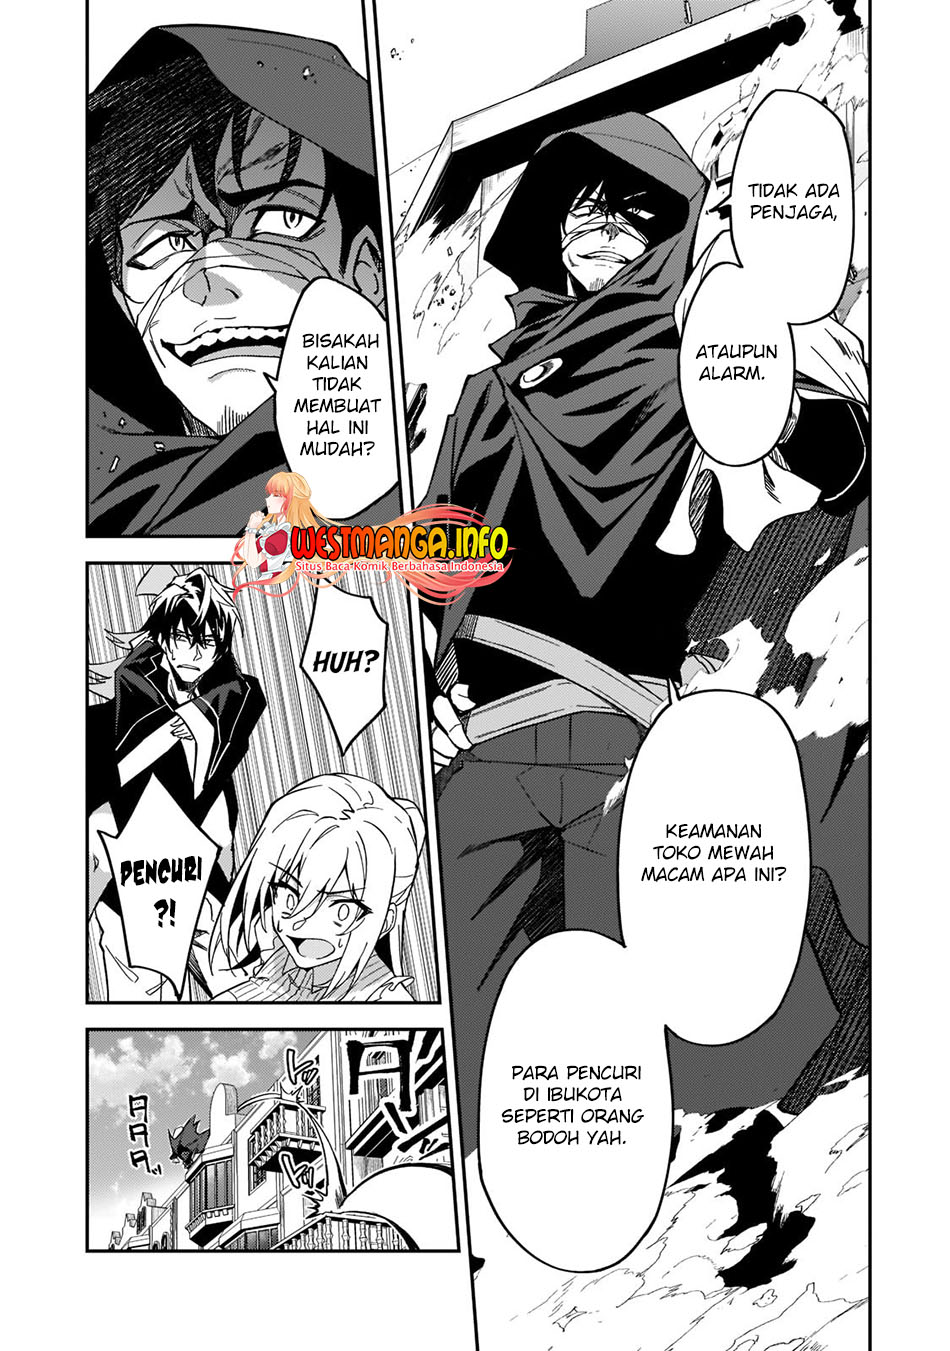 TIDAK ADA
PENJAGA,
ATAUPUN
ALARM.
KEAMANAN
TOKO MEWAH
MACAM APA INI?
PARA PENCURI
DI IBUKOTA
SEPERTI ORANG
BODOH YAH.
BISAKAH
KALIAN
TIDAK
MEMBUAT
HAL INI
MUDAH?
WESTMANGA.INFO
Situs Baca Komik Berbahasa Indonesia
HUH?
PENCURI
?!